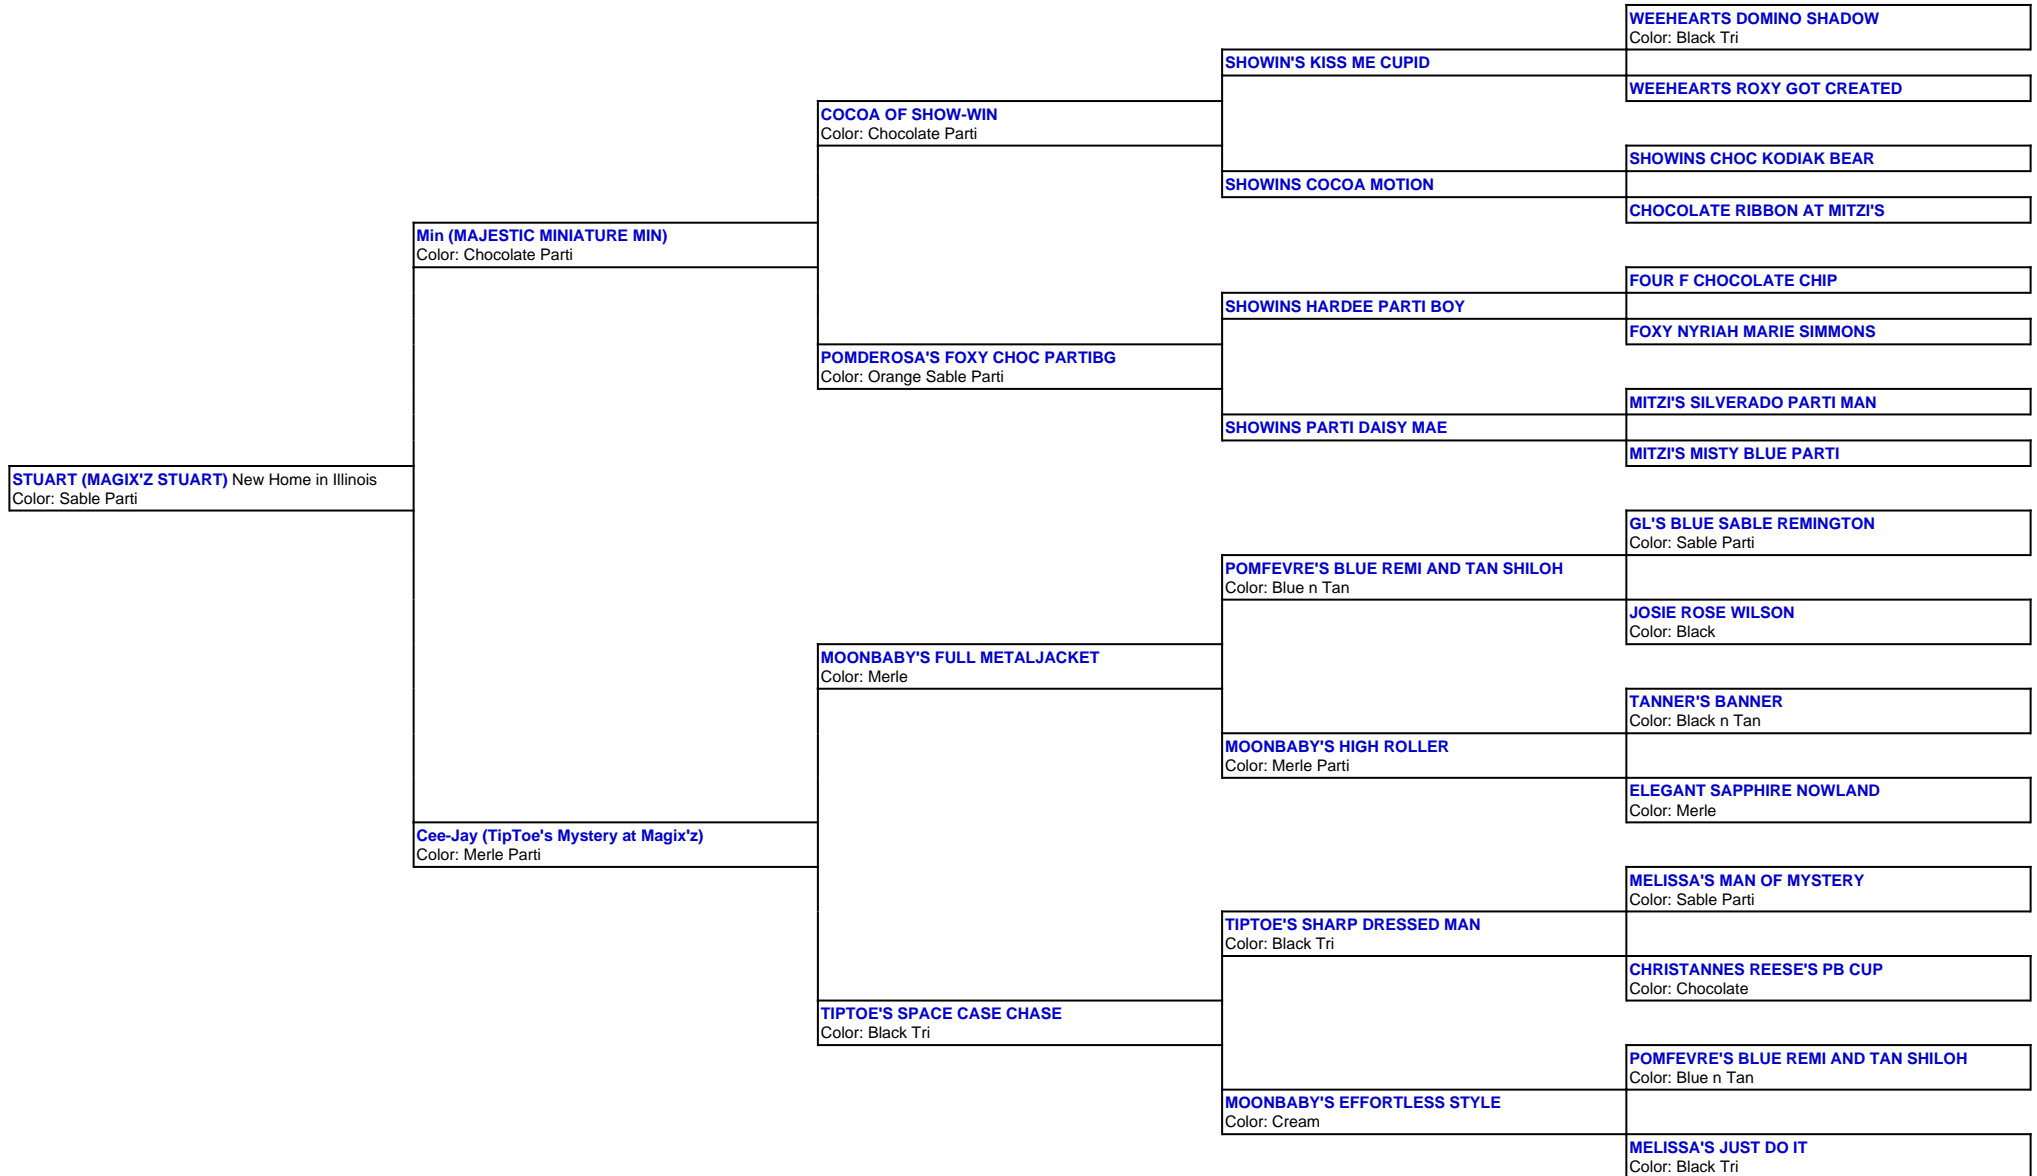 WEEHEARTS DOMINO SHADOW
Color: Black Tri
SHOWIN'S KISS ME CUPID
WEEHEARTS ROXY GOT CREATED
COCOA OF SHOW-WIN
Color: Chocolate Parti
SHOWINS CHOC KODIAK BEAR
SHOWINS COCOA MOTION
CHOCOLATE RIBBON AT MITZI'S
Min (MAJESTIC MINIATURE MIN)
Color: Chocolate Parti
FOUR F CHOCOLATE CHIP
SHOWINS HARDEE PARTI BOY
FOXY NYRIAH MARIE SIMMONS
POMDEROSA'S FOXY CHOC PARTIBG
Color: Orange Sable Parti
MITZI'S SILVERADO PARTI MAN
SHOWINS PARTI DAISY MAE
MITZI'S MISTY BLUE PARTI
STUART (MAGIX'Z STUART) New Home in Illinois
Color: Sable Parti
GL'S BLUE SABLE REMINGTON
Color: Sable Parti
POMFEVRE'S BLUE REMI AND TAN SHILOH
Color: Blue n Tan
JOSIE ROSE WILSON
Color: Black
MOONBABY'S FULL METALJACKET
Color: Merle
TANNER'S BANNER
Color: Black n Tan
MOONBABY'S HIGH ROLLER
Color: Merle Parti
ELEGANT SAPPHIRE NOWLAND
Color: Merle
Cee-Jay (TipToe's Mystery at Magix'z)
Color: Merle Parti
MELISSA'S MAN OF MYSTERY
Color: Sable Parti
TIPTOE'S SHARP DRESSED MAN
Color: Black Tri
CHRISTANNES REESE'S PB CUP
Color: Chocolate
TIPTOE'S SPACE CASE CHASE
Color: Black Tri
POMFEVRE'S BLUE REMI AND TAN SHILOH
Color: Blue n Tan
MOONBABY'S EFFORTLESS STYLE
Color: Cream
MELISSA'S JUST DO IT
Color: Black Tri